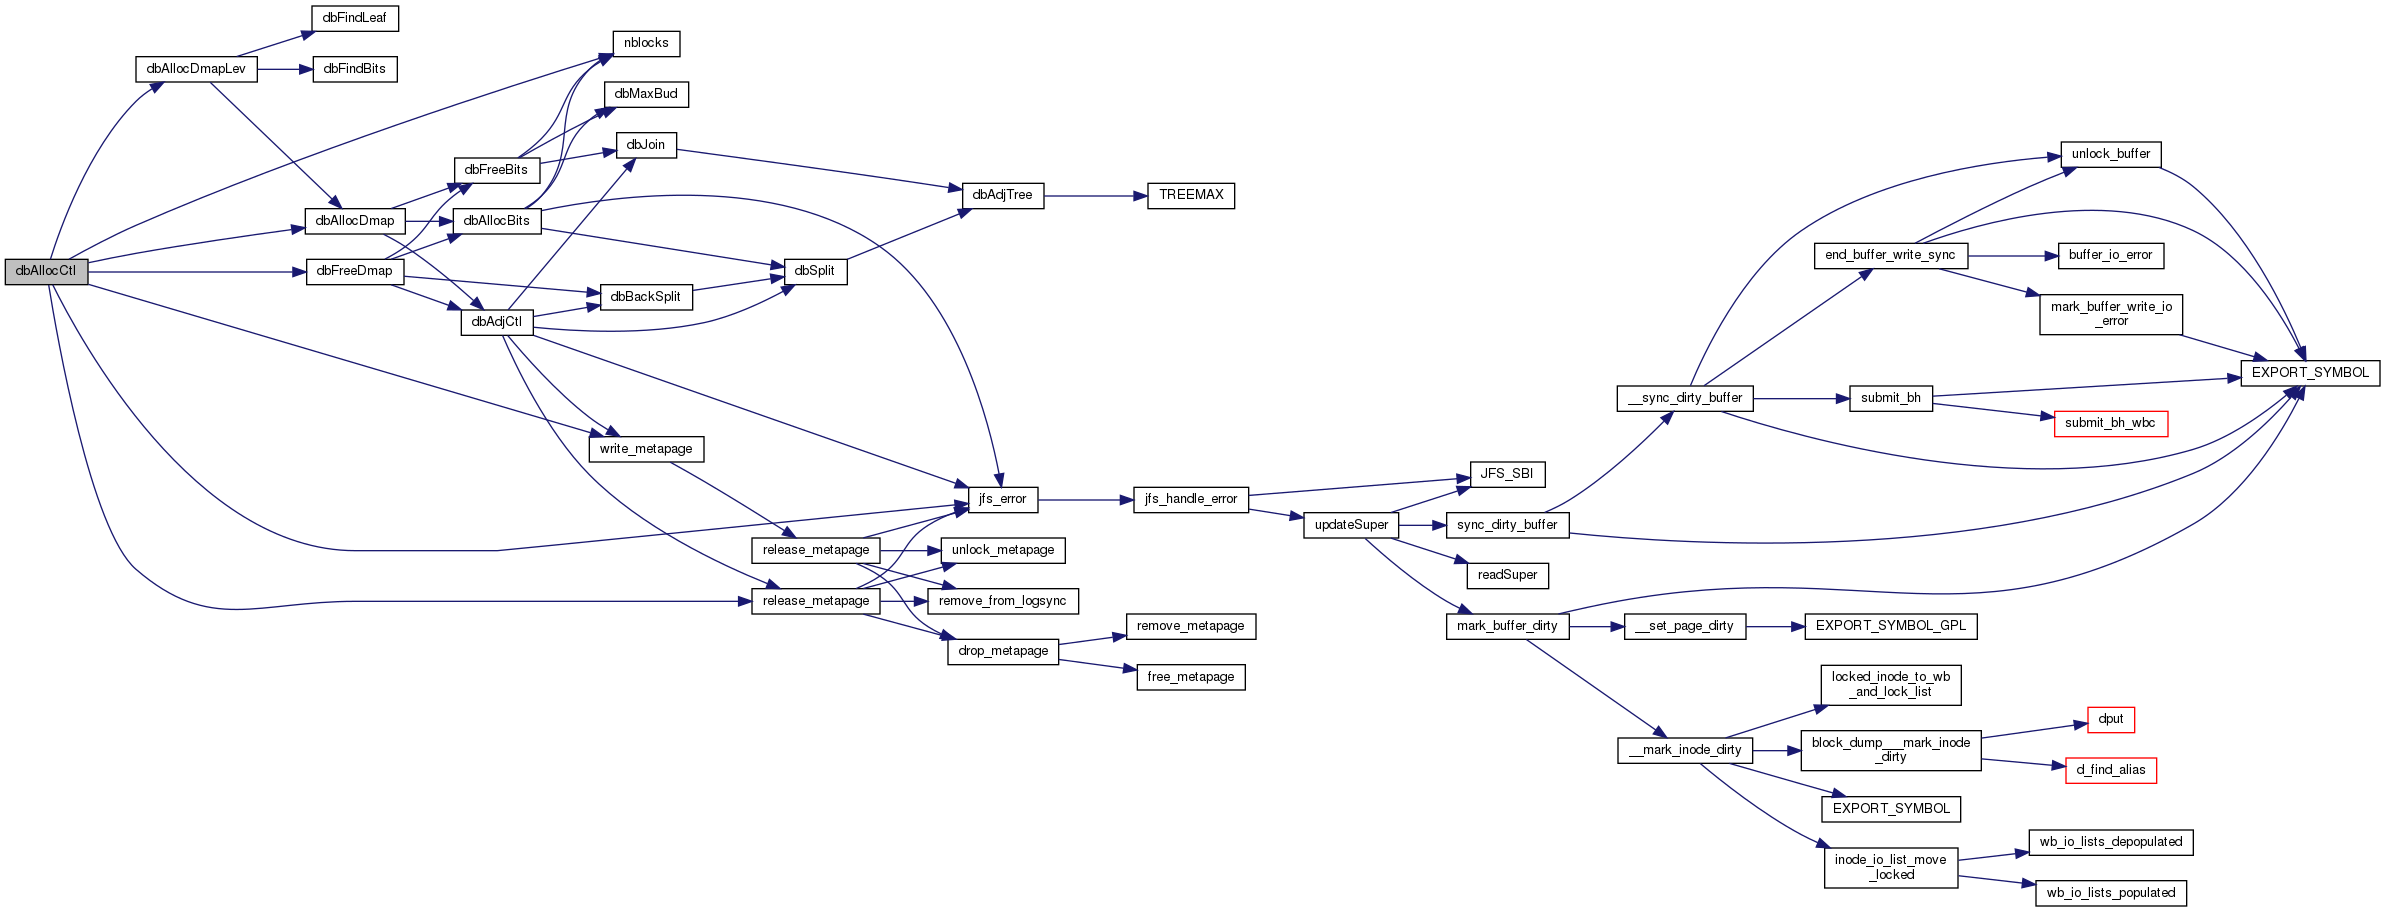 dbAllocCtl
dbAllocDmapLev
dbFindLeaf
dbFindBits
dbAllocDmap
dbFreeDmap
dbFreeBits
dbAllocBits
dbAdjCtl
nblocks
dbMaxBud
dbJoin
dbBackSplit
write_metapage
dbSplit
release_metapage
release_metapage
dbAdjTree
jfs_error
unlock_metapage
remove_from_logsync
drop_metapage
TREEMAX
jfs_handle_error
remove_metapage
free_metapage
updateSuper
JFS_SBI
sync_dirty_buffer
readSuper
mark_buffer_dirty
__sync_dirty_buffer
__set_page_dirty
__mark_inode_dirty
end_buffer_write_sync
submit_bh
EXPORT_SYMBOL_GPL
locked_inode_to_wb
_and_lock_list
block_dump___mark_inode
_dirty
EXPORT_SYMBOL
inode_io_list_move
_locked
unlock_buffer
buffer_io_error
mark_buffer_write_io
_error
submit_bh_wbc
dput
d_find_alias
wb_io_lists_depopulated
wb_io_lists_populated
EXPORT_SYMBOL